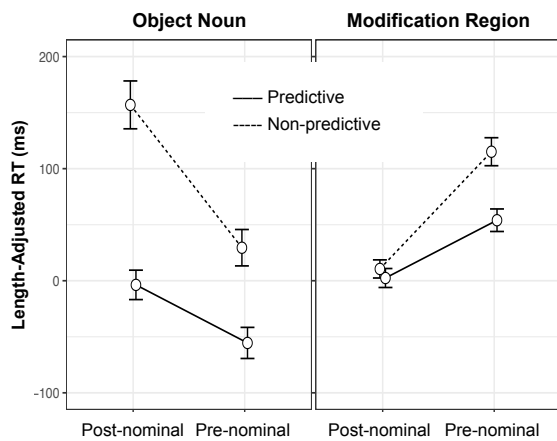 Object Noun
Modification Region
Length-Adjusted RT (ms)
200
100
0
−100
Predictive
Non-predictive
Post-nominal
Pre-nominal
Post-nominal
Pre-nominal